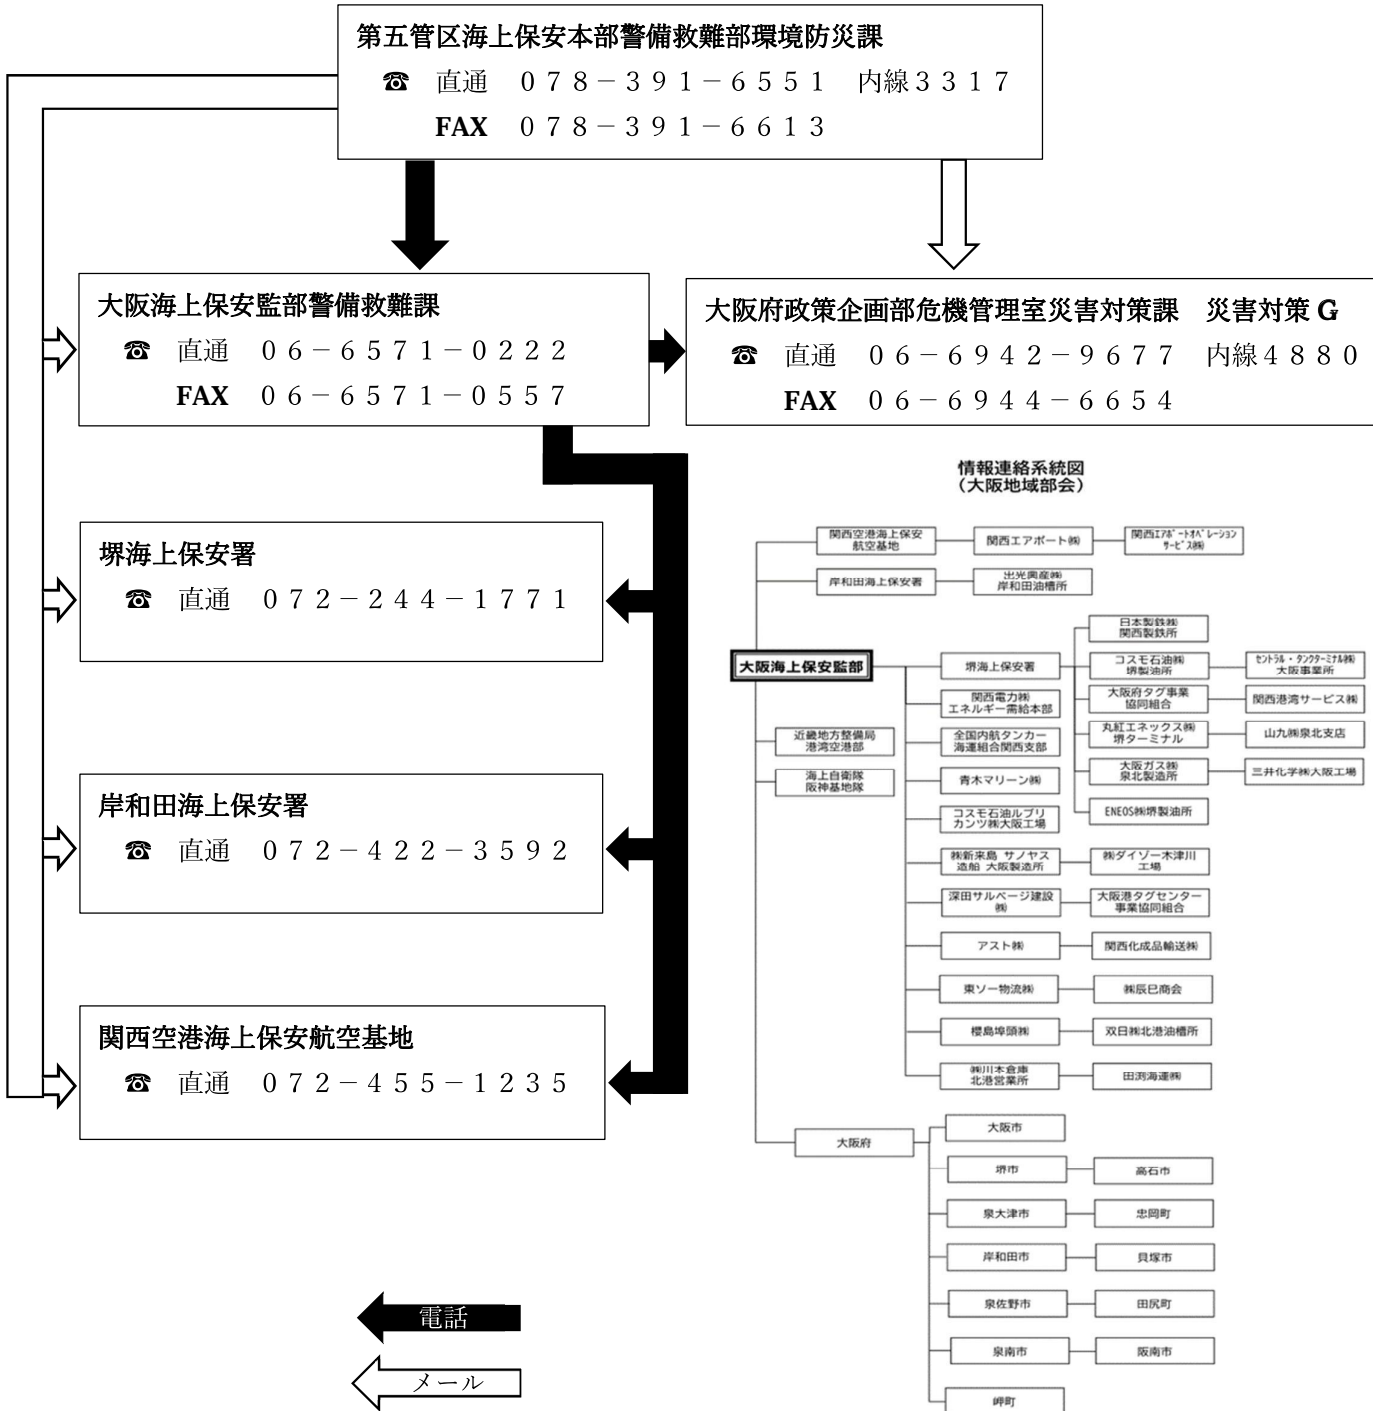 第五管区海上保安本部警備救難部環境防災課
☎ 直通 ０７８－３９１－６５５１ 内線３３１７
FAX ０７８－３９１－６６１３
大阪海上保安監部警備救難課
☎ 直通 ０６－６５７１－０２２２
FAX ０６－６５７１－０５５７
大阪府政策企画部危機管理室災害対策課 災害対策G
☎ 直通 ０６－６９４２－９６７７ 内線４８８０
FAX ０６－６９４４－６６５４
堺海上保安署
☎ 直通 ０７２－２４４－１７７１
岸和田海上保安署
☎ 直通 ０７２－４２２－３５９２
関西空港海上保安航空基地
☎ 直通 ０７２－４５５－１２３５
電話
メール
情報連絡系統図
（大阪地域部会）
関西空港海上保安
航空基地
関西エアポート㈱
関西ｴｱﾎﾟｰﾄｵﾍﾟﾚｰｼｮﾝ
ｻｰﾋﾞｽ㈱
岸和田海上保安署
出光興産㈱
岸和田油槽所
大阪海上保安監部
近畿地方整備局
港湾空港部
海上自衛隊
阪神基地隊
堺海上保安署
日本製鉄㈱
関西製鉄所
コスモ石油㈱
堺製油所
ｾﾝﾄﾗﾙ・ﾀﾝｸﾀｰﾐﾅﾙ㈱
大阪事業所
大阪府タグ事業
協同組合
関西港湾サービス㈱
丸紅エネックス㈱
堺ターミナル
山九㈱泉北支店
大阪ガス㈱
泉北製造所
三井化学㈱大阪工場
ENEOS㈱堺製油所
関西電力㈱
エネルギー需給本部
全国内航タンカー
海運組合関西支部
青木マリーン㈱
コスモ石油ルブリ
カンツ㈱大阪工場
㈱新来島 サノヤス
造船 大阪製造所
㈱ダイゾー木津川
工場
深田サルベージ建設
㈱
大阪港タグセンター
事業協同組合
アスト㈱
関西化成品輸送㈱
東ソー物流㈱
㈱辰巳商会
櫻島埠頭㈱
双日㈱北港油槽所
㈱川本倉庫
北港営業所
田渕海運㈱
大阪府
大阪市
堺市
高石市
泉大津市
忠岡町
岸和田市
貝塚市
泉佐野市
田尻町
泉南市
阪南市
岬町